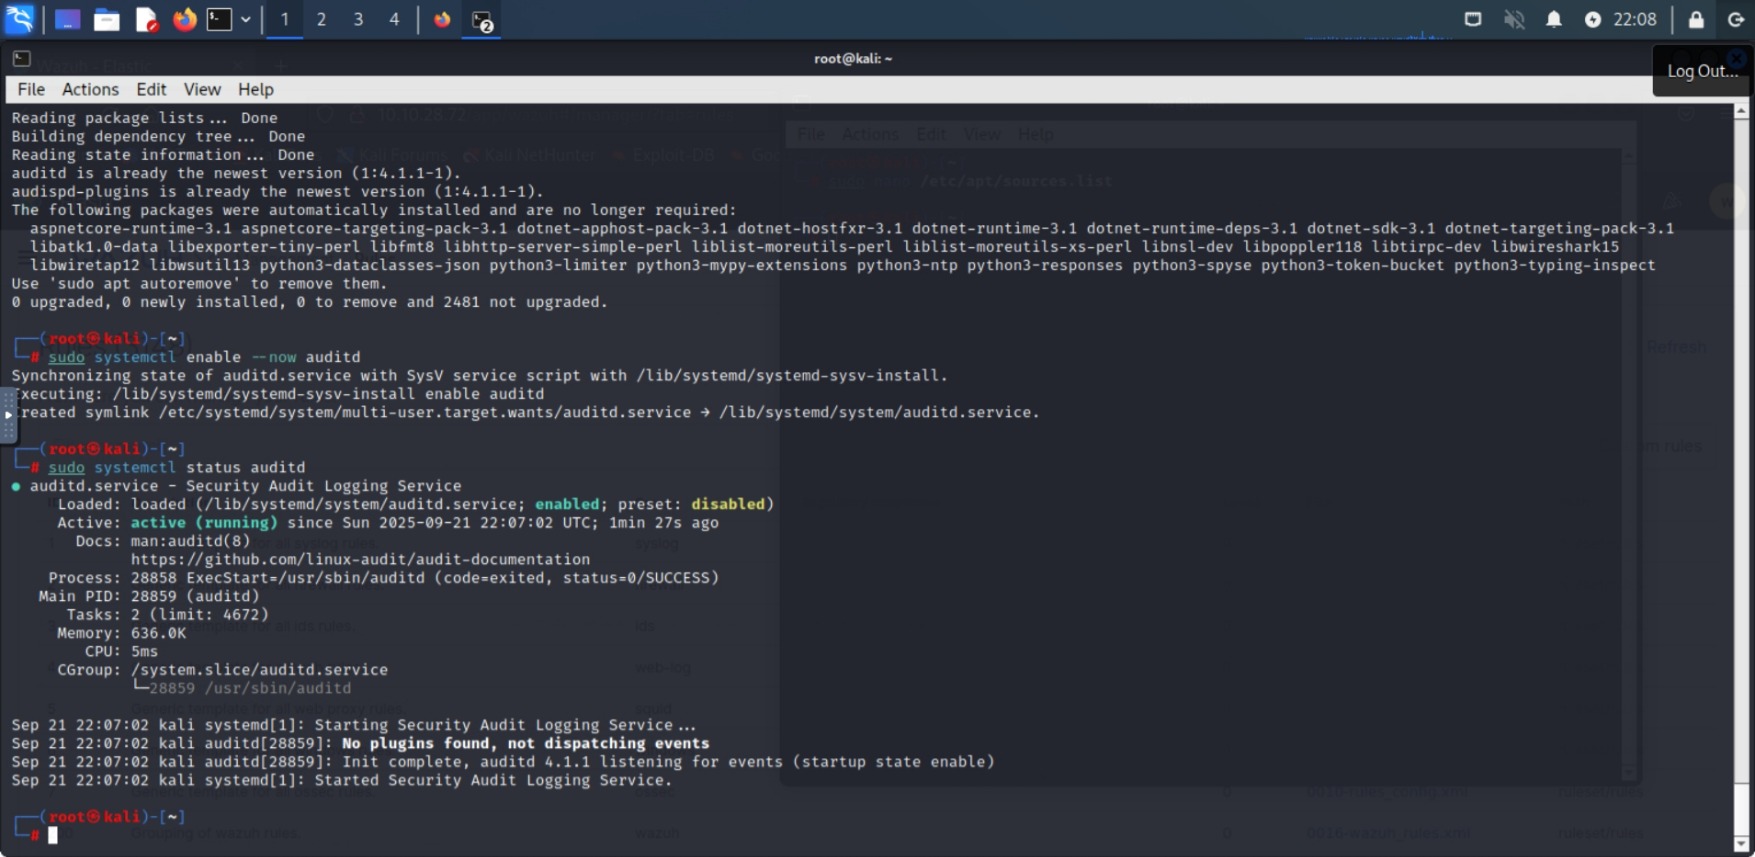 1 2 3 4 22:08
root@kali: ~
Log Out...
File Actions Edit View Help
Reading package lists... Done
Building dependency tree... Done
Reading state information... Done
auditd is already the newest version (1:4.1.1-1).
audispd-plugins is already the newest version (1:4.1.1-1).
The following packages were automatically installed and are no longer required:
aspnetcore-runtime-3.1 aspnetcore-targeting-pack-3.1 dotnet-apphost-pack-3.1 dotnet-hostfxr-3.1 dotnet-runtime-3.1 dotnet-runtime-deps-3.1 dotnet-sdk-3.1 dotnet-targeting-pack-3.1
libatk1.0-data libexporter-tiny-perl libfmt8 libhttp-server-simple-perl liblist-moreutils-perl liblist-moreutils-xs-perl libnsl-dev libpoppler118 libtirpc-dev libwireshark15
libwiretap12 libwsutil13 python3-dataclasses-json python3-limiter python3-mypy-extensions python3-ntp python3-responses python3-spyse python3-token-bucket python3-typing-inspect
Use 'sudo apt autoremove' to remove them.
0 upgraded, 0 newly installed, 0 to remove and 2481 not upgraded.
┌──(root㉿kali)-[~]
└─# sudo systemctl enable --now auditd
Synchronizing state of auditd.service with SysV service script with /lib/systemd/systemd-sysv-install.
xecuting: /lib/systemd/systemd-sysv-install enable auditd
reated symlink /etc/systemd/system/multi-user.target.wants/auditd.service → /lib/systemd/system/auditd.service.
┌──(root㉿kali)-[~]
└─# sudo systemctl status auditd
● auditd.service - Security Audit Logging Service
Loaded: loaded (/lib/systemd/system/auditd.service; enabled; preset: disabled)
Active: active (running) since Sun 2025-09-21 22:07:02 UTC; 1min 27s ago
Docs: man:auditd(8)
https://github.com/linux-audit/audit-documentation
Process: 28858 ExecStart=/usr/sbin/auditd (code=exited, status=0/SUCCESS)
Main PID: 28859 (auditd)
Tasks: 2 (limit: 4672)
Memory: 636.0K
CPU: 5ms
CGroup: /system.slice/auditd.service
└─28859 /usr/sbin/auditd
Sep 21 22:07:02 kali systemd[1]: Starting Security Audit Logging Service...
Sep 21 22:07:02 kali auditd[28859]: No plugins found, not dispatching events
Sep 21 22:07:02 kali auditd[28859]: Init complete, auditd 4.1.1 listening for events (startup state enable)
Sep 21 22:07:02 kali systemd[1]: Started Security Audit Logging Service.
┌──(root㉿kali)-[~]
└─#